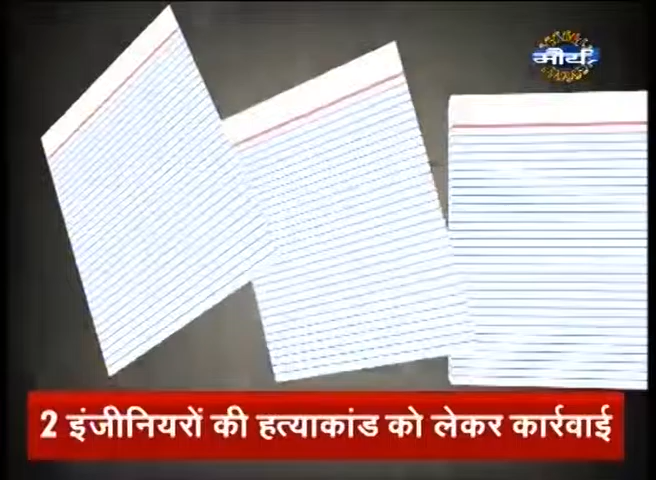 मौर्य
2 इंजीनियरों की हत्याकांड को लेकर कार्रवाई